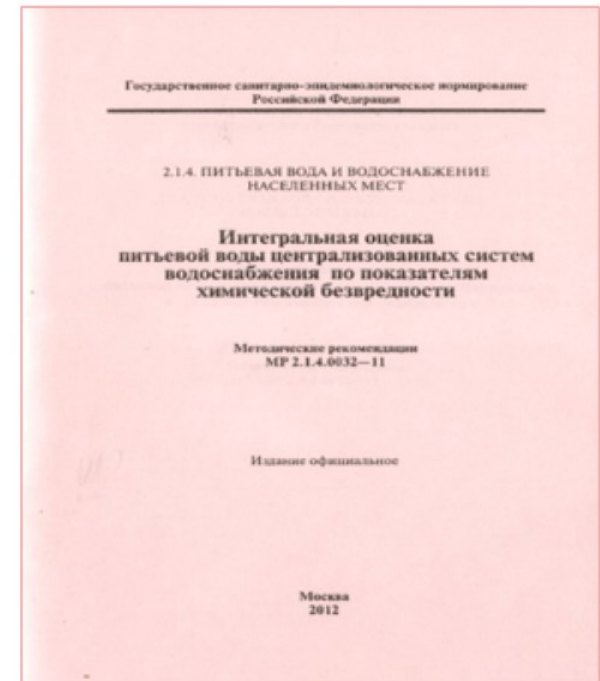 Государственное санитарно-эпидемиологическое нормирование
Российской Федерации
2.1.4. ПИТЬЕВАЯ ВОДА И ВОДОСНАБЖЕНИЕ
НАСЕЛЕННЫХ МЕСТ
Интегральная оценка
питьевой воды централизованных систем
водоснабжения по показателям
химической безвредности
Методические рекомендации
МР 2.1.4.0032—11
Издание официальное
Москва
2012